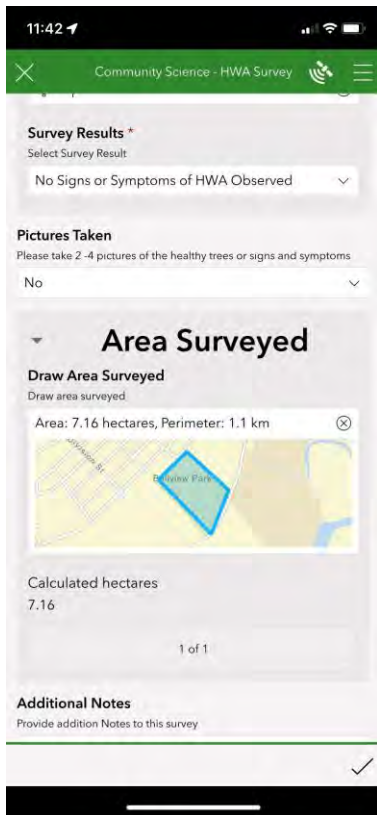 11:42
Community Science - HWA Survey
Survey Results *
Select Survey Result
No Signs or Symptoms of HWA Observed
Pictures Taken
Please take 2 -4 pictures of the healthy trees or signs and symptoms
No
Area Surveyed
Draw Area Surveyed
Draw area surveyed
Area: 7.16 hectares, Perimeter: 1.1 km
Park
Calculated hectares
7.16
1 of 1
Additional Notes
Provide addition Notes to this survey